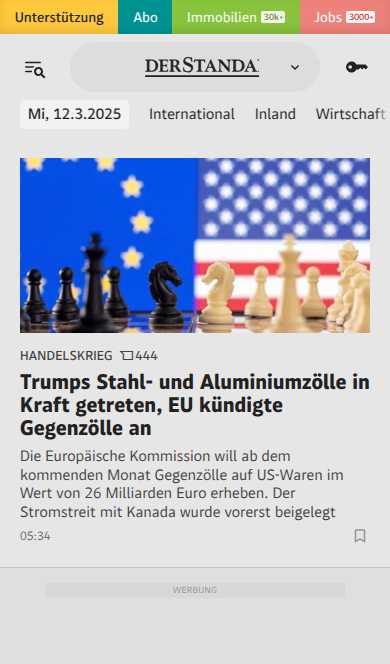 Unterstützung Abo Immobilien 30k+ Jobs 3000+
DERSTANDA
Mi, 12.3.2025 International Inland Wirtschaft
HANDELSKRIEG 444
Trumps Stahl- und Aluminiumzölle in
Kraft getreten, EU kündigte
Gegenzölle an
Die Europäische Kommission will ab dem
kommenden Monat Gegenzölle auf US-Waren im
Wert von 26 Milliarden Euro erheben. Der
Stromstreit mit Kanada wurde vorerst beigelegt
05:34
WERBUNG